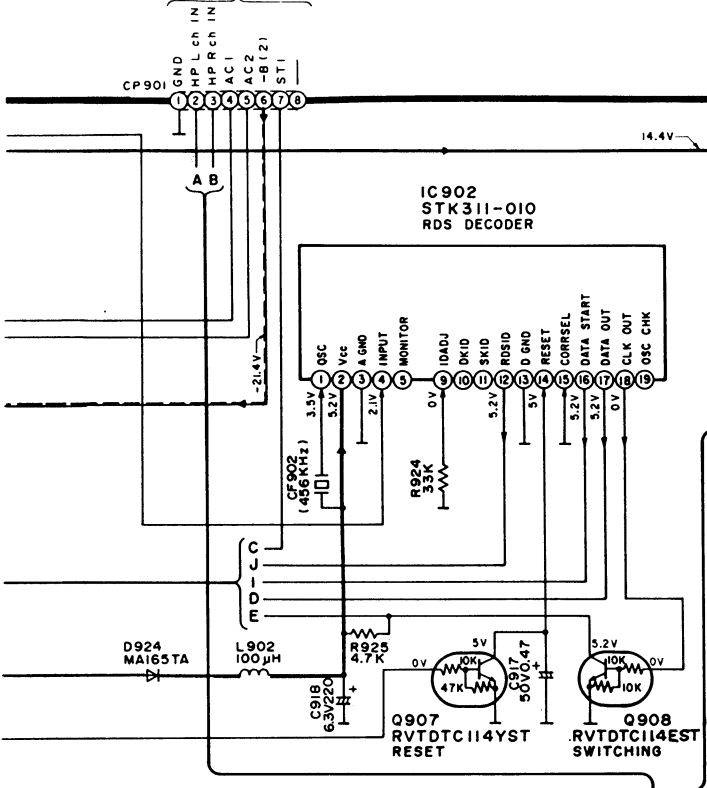 CP901
GND
HP L ch IN
HP R ch IN
AC1
AC2
-B(2)
ST1
1 2 3 4 5 6 7 8
14.4V
A B
IC902
STK311-010
RDS DECODER
OSC
Vcc
A GND
INPUT
MONITOR
IDADJ
DKID
SKID
RDSID
D GND
RESET
CORRSEL
DATA START
DATA OUT
CLK OUT
OSC CHK
1 2 3 4 5 9 10 11 12 13 14 15 16 17 18 19
-21.4V
3.5V
5.2V
2.1V
0V
5.2V
5V
5.2V
5.2V
0V
CF902
(456KHz)
R924
33K
C
J
I
D
E
D924
MA165TA
L902
100μH
R925
4.7K
C918
6.3V220
+
0V
5V
10K
47K
C917
50V0.47
+
5.2V
10K
10K
0V
Q907
RVTDTC114YST
RESET
Q908
RVTDTC114EST
SWITCHING